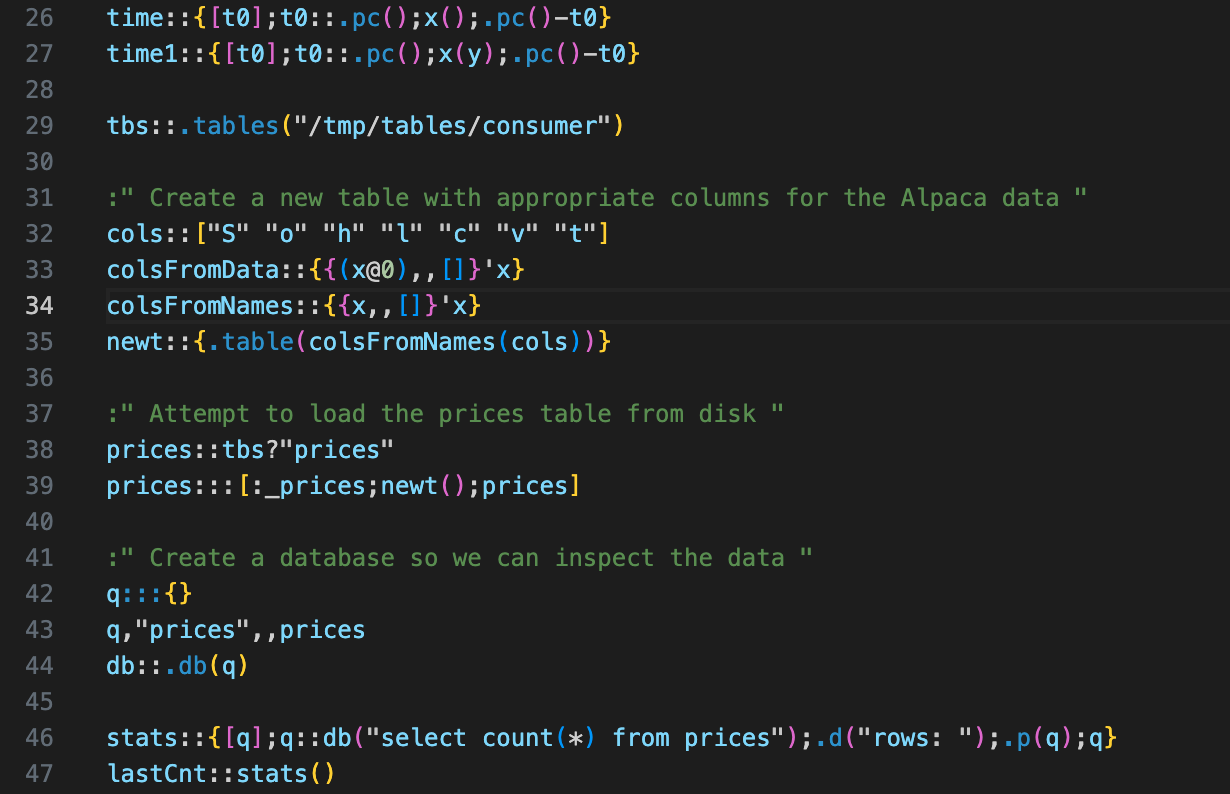 26 time::{[t0];t0::.pc();x();.pc()-t0}
27 time1::{[t0];t0::.pc();x(y);.pc()-t0}
28
29 tbs::.tables("/tmp/tables/consumer")
30
31 :" Create a new table with appropriate columns for the Alpaca data "
32 cols::["S" "o" "h" "l" "c" "v" "t"]
33 colsFromData::{{(x@0),,[]}'x}
34 colsFromNames::{{x,,[]}'x}
35 newt::{.table(colsFromNames(cols))}
36
37 :" Attempt to load the prices table from disk "
38 prices::tbs?"prices"
39 prices:::[:_prices;newt();prices]
40
41 :" Create a database so we can inspect the data "
42 q:::{}
43 q,"prices",,prices
44 db::.db(q)
45
46 stats::{[q];q::db("select count(*) from prices");.d("rows: ");.p(q);q}
47 lastCnt::stats()